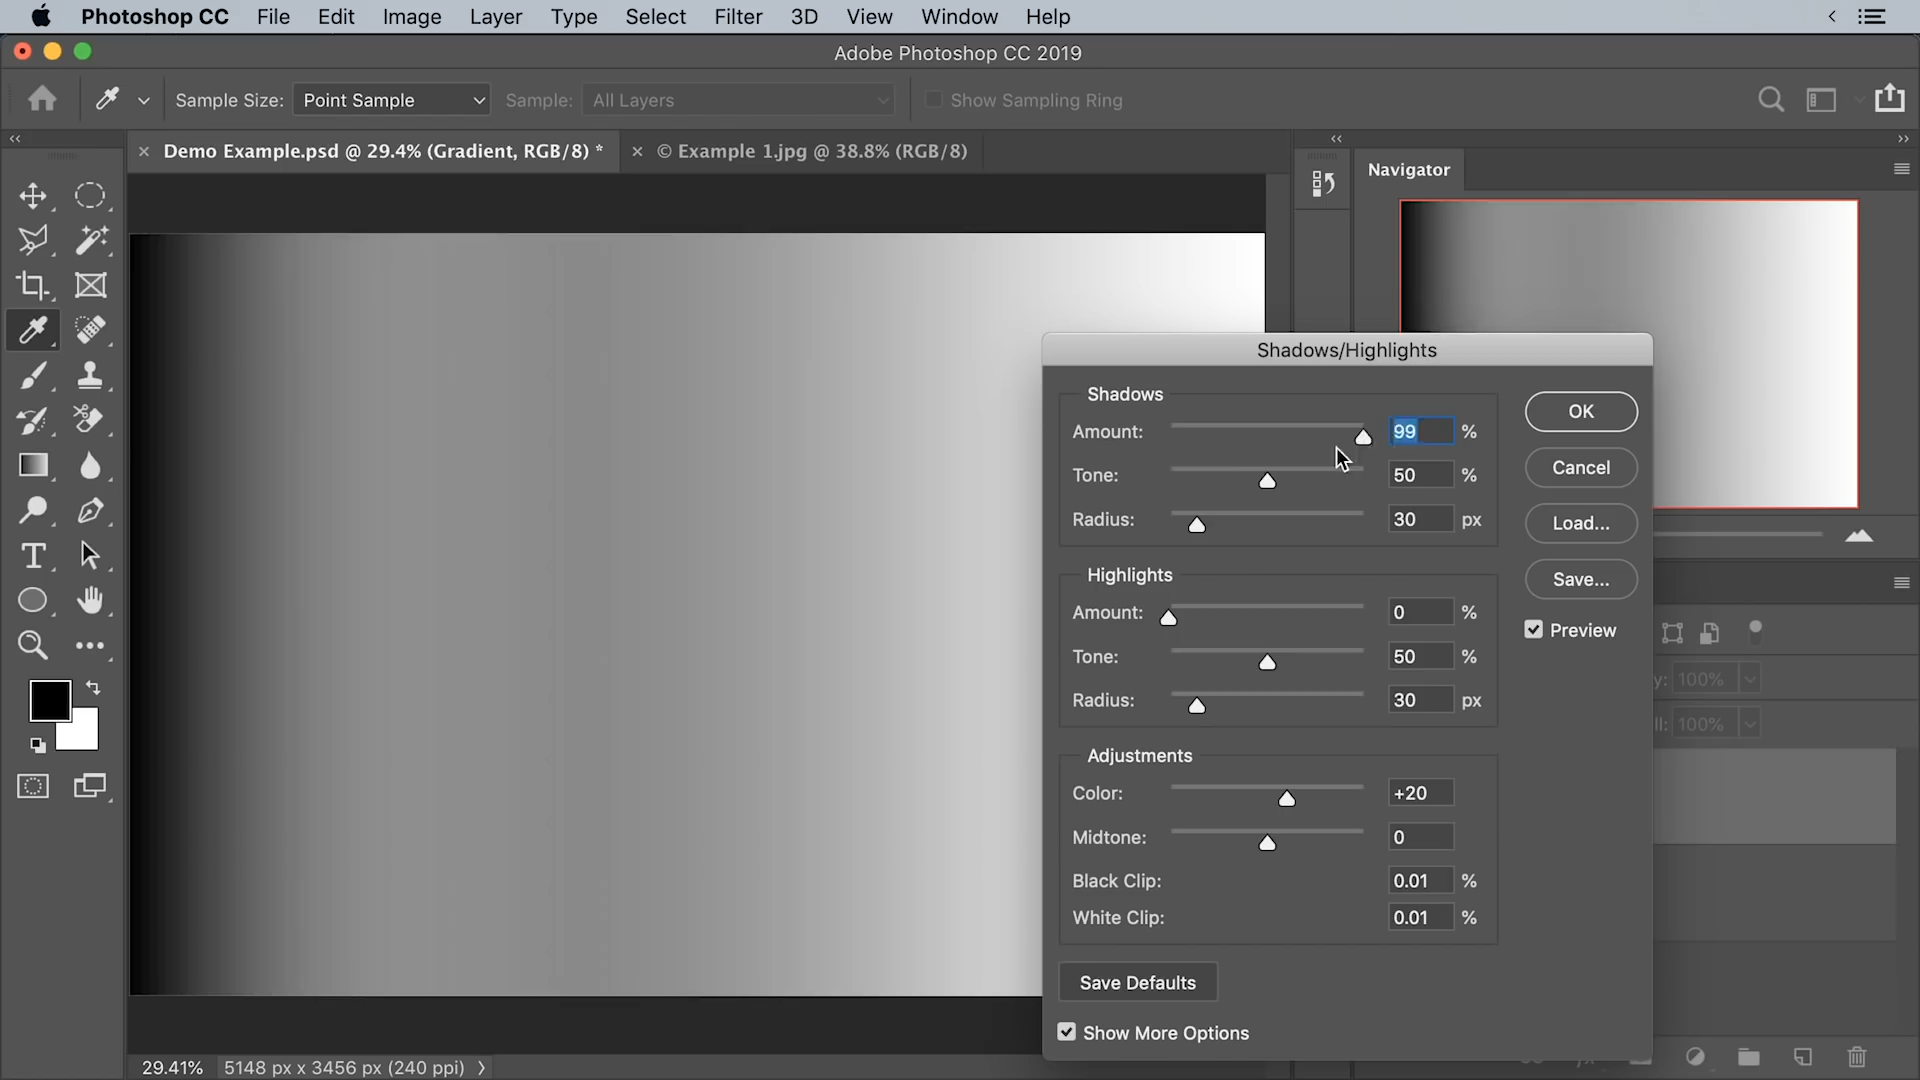 Photoshop CC File Edit Image Layer Type Select Filter 3D View Window Help
Adobe Photoshop CC 2019
Sample Size: Point Sample Sample: All Layers Show Sampling Ring
Demo Example.psd @ 29.4% (Gradient, RGB/8) *
© Example 1.jpg @ 38.8% (RGB/8)
Navigator
Shadows/Highlights
Shadows
Amount: 99 %
Tone: 50 %
Radius: 30 px
Highlights
Amount: 0 %
Tone: 50 %
Radius: 30 px
Adjustments
Color: +20
Midtone: 0
Black Clip: 0.01 %
White Clip: 0.01 %
Save Defaults
Show More Options
OK
Cancel
Load...
Save...
Preview
y: 100%
ll: 100%
29.41% 5148 px x 3456 px (240 ppi)